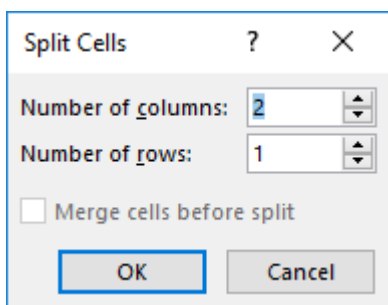 Split Cells ?
Number of columns: 2
Number of rows: 1
Merge cells before split
OK Cancel